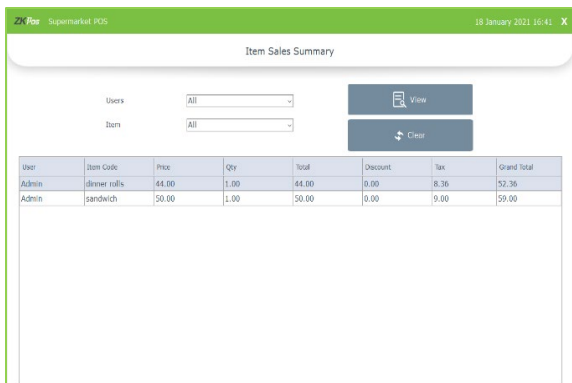 ZKPos Supermarket POS 18 January 2021 16:41 X
Item Sales Summary
Users All View
Item All Clear
User Item Code Price Qty Total Discount Tax Grand Total
Admin dinner rolls 44.00 1.00 44.00 0.00 8.36 52.36
Admin sandwich 50.00 1.00 50.00 0.00 9.00 59.00